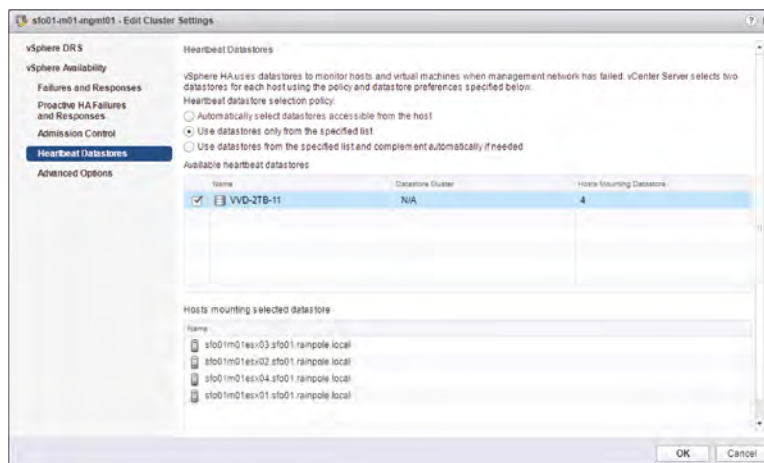 sfo01-m01-mgmt01 - Edit Cluster Settings
?
vSphere DRS
vSphere Availability
Failures and Responses
Proactive HA Failures
and Responses
Admission Control
Heartbeat Datastores
Advanced Options
Heartbeat Datastores
vSphere HA uses datastores to monitor hosts and virtual machines when management network has failed. vCenter Server selects two
datastores for each host using the policy and datastore preferences specified below.
Heartbeat datastore selection policy:
Automatically select datastores accessible from the host
Use datastores only from the specified list
Use datastores from the specified list and complement automatically if needed
Available heartbeat datastores
Name Datastore Cluster Hosts Mounting Datastore
VVD-2TB-11 N/A 4
Hosts mounting selected datastore
Name
sfo01m01esx03.sfo01.rainpole.local
sfo01m01esx02.sfo01.rainpole.local
sfo01m01esx04.sfo01.rainpole.local
sfo01m01esx01.sfo01.rainpole.local
OK Cancel